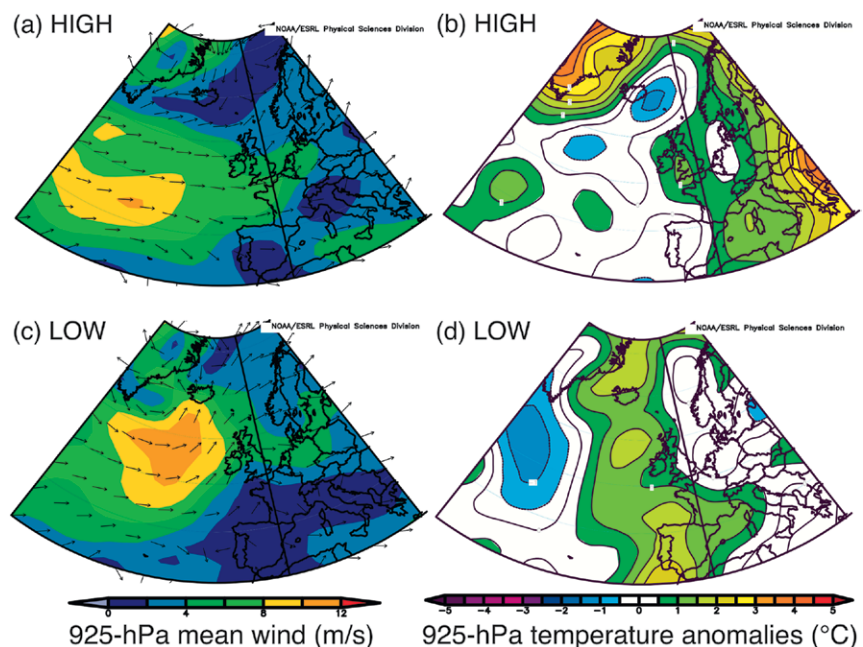 (a) HIGH
NOAA/ESRL Physical Sciences Division
(b) HIGH
NOAA/ESRL Physical Sciences Division
(c) LOW
NOAA/ESRL Physical Sciences Division
(d) LOW
NOAA/ESRL Physical Sciences Division
0 4 8 12
-5 -4 -3 -2 -1 0 1 2 3 4 5
925-hPa mean wind (m/s)
925-hPa temperature anomalies (°C)